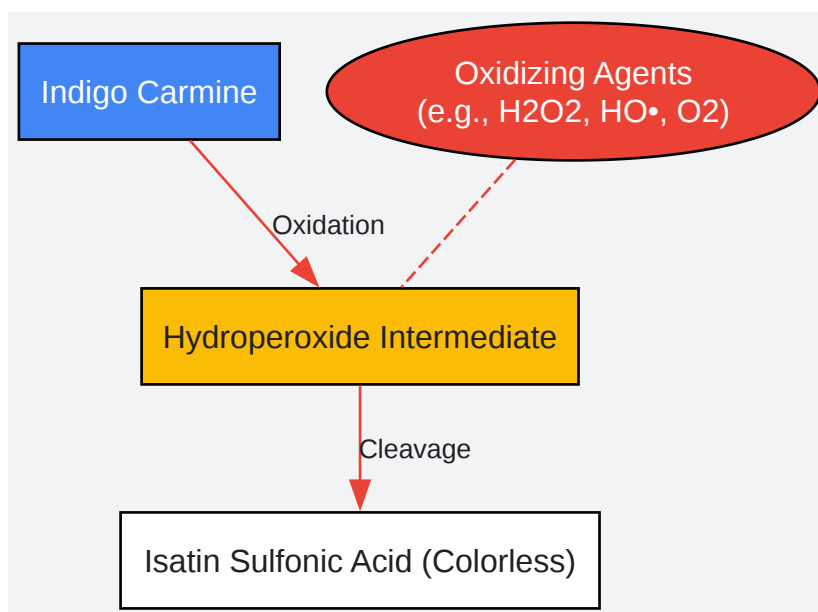 Indigo Carmine
Oxidizing Agents
(e.g., H2O2, HO•, O2)
Oxidation
Hydroperoxide Intermediate
Cleavage
Isatin Sulfonic Acid (Colorless)